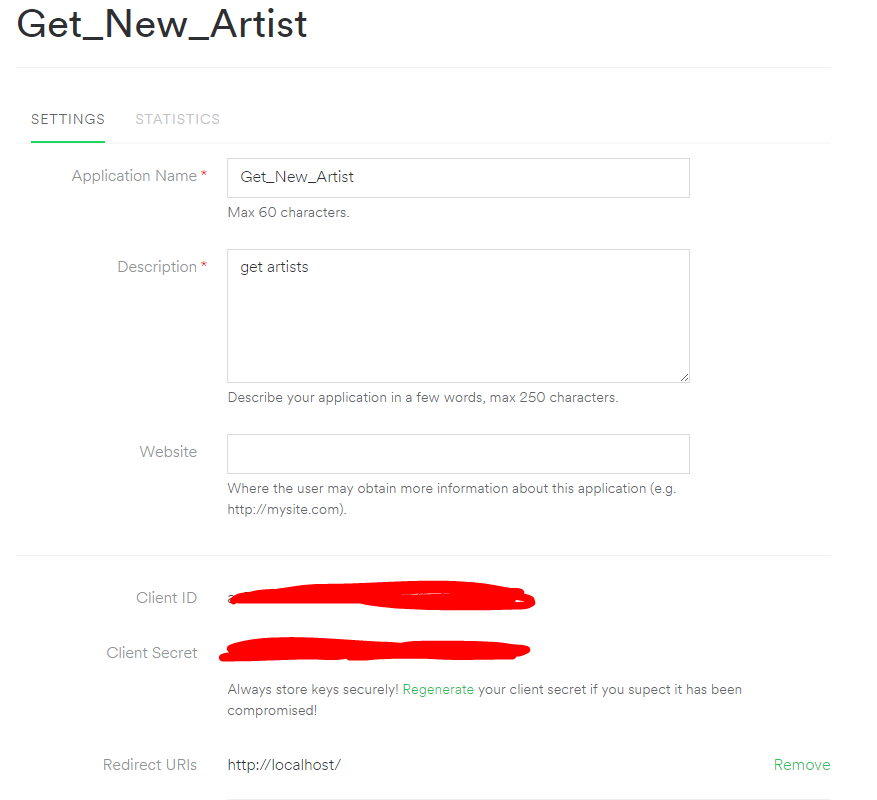 Get_New_Artist
SETTINGS STATISTICS
Application Name * Get_New_Artist
Max 60 characters.
Description * get artists
Describe your application in a few words, max 250 characters.
Website
Where the user may obtain more information about this application (e.g.
http://mysite.com).
Client ID
Client Secret
Always store keys securely! Regenerate your client secret if you supect it has been
compromised!
Redirect URIs http://localhost/ Remove